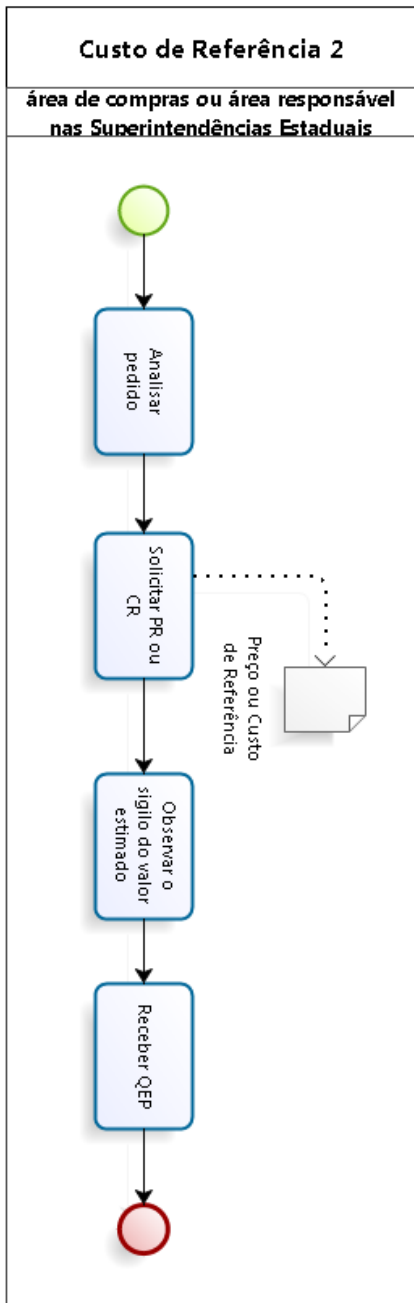 Custo de Referência 2
área de compras ou área responsável
nas Superintendências Estaduais
Analisar
pedido
Solicitar PR ou
CR
Preço ou Custo
de Referência
Observar o
sigilo do valor
estimado
Receber QEP